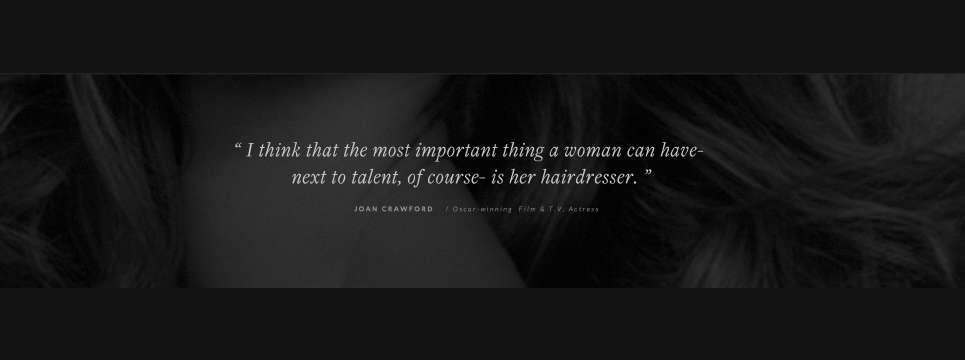 “ I think that the most important thing a woman can have-
next to talent, of course- is her hairdresser. ”
JOAN CRAWFORD / Oscar-winning Film & T.V. Actress